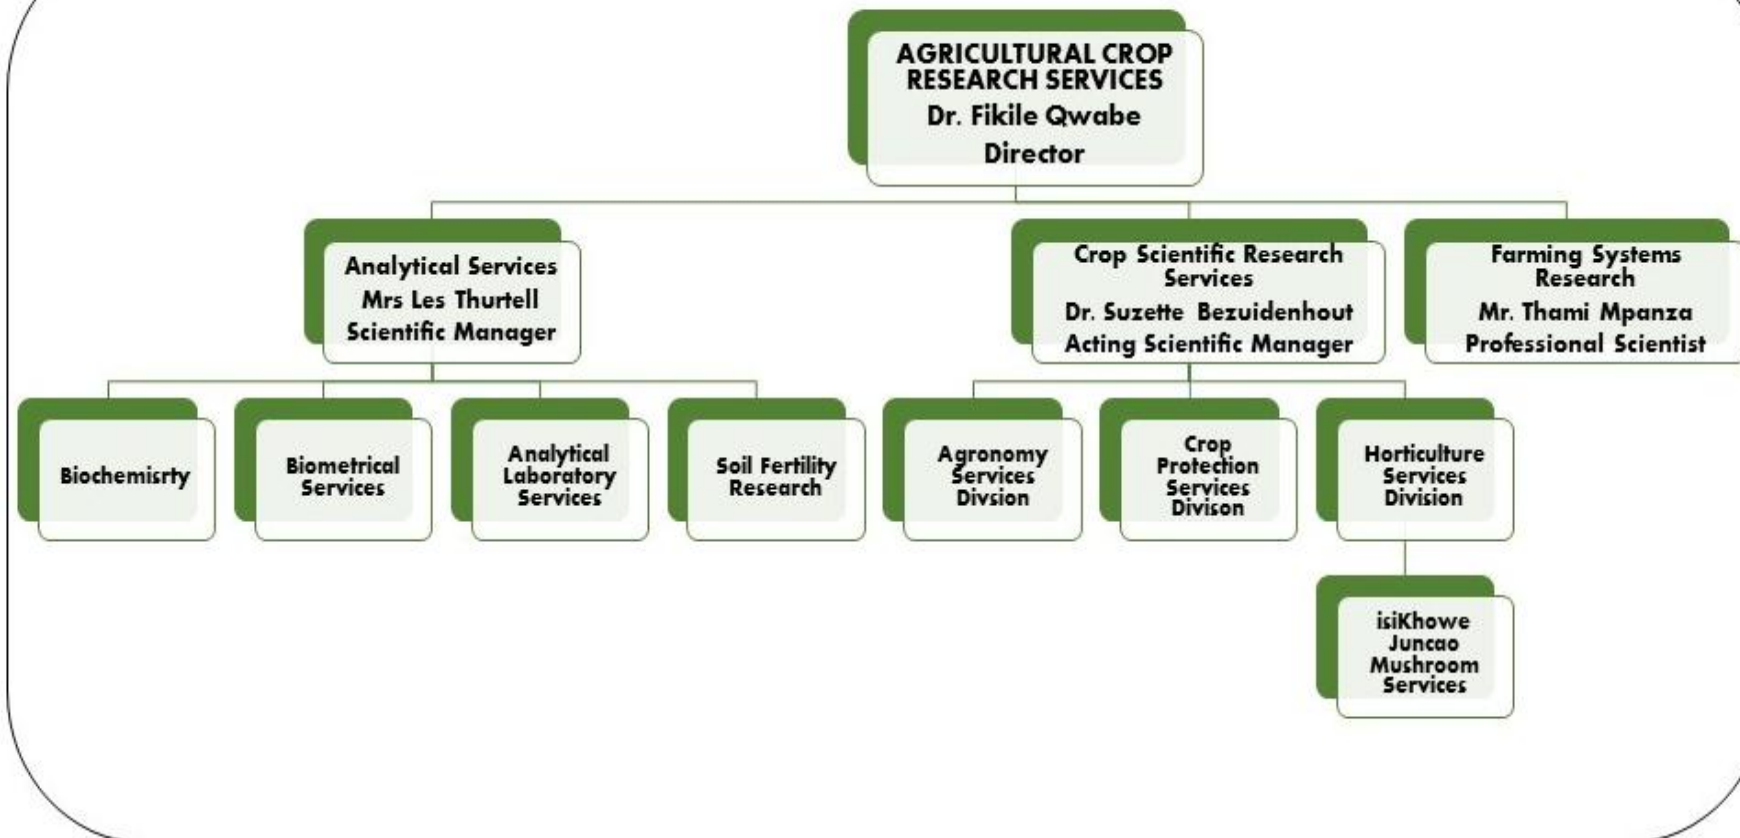 AGRICULTURAL CROP
RESEARCH SERVICES
Dr. Fikile Qwabe
Director
Analytical Services
Mrs Les Thurtell
Scientific Manager
Crop Scientific Research
Services
Dr. Suzette Bezuidenhout
Acting Scientific Manager
Farming Systems
Research
Mr. Thami Mpanza
Professional Scientist
Biochemisrty
Biometrical
Services
Analytical
Laboratory
Services
Soil Fertility
Research
Agronomy
Services
Divsion
Crop
Protection
Services
Divison
Horticulture
Services
Division
isiKhowe
Juncao
Mushroom
Services